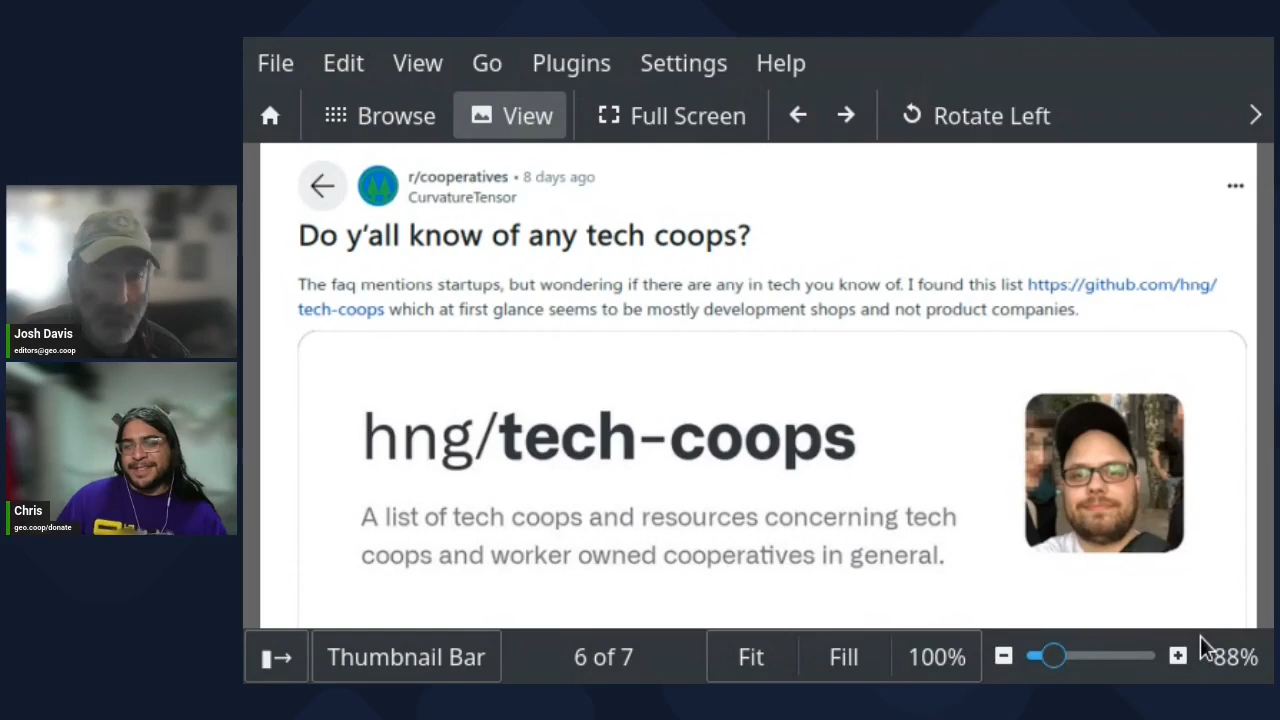 File Edit View Go Plugins Settings Help
Browse View Full Screen Rotate Left
r/cooperatives • 8 days ago
CurvatureTensor
Do y'all know of any tech coops?
The faq mentions startups, but wondering if there are any in tech you know of. I found this list https://github.com/hng/
tech-coops which at first glance seems to be mostly development shops and not product companies.
hng/tech-coops
A list of tech coops and resources concerning tech
coops and worker owned cooperatives in general.
Josh Davis
editors@geo.coop
Chris
geo.coop/donate
Thumbnail Bar 6 of 7 Fit Fill 100% 88%